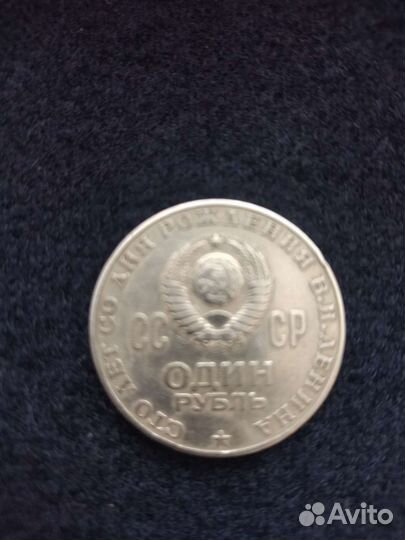 СТО ЛЕТ СО ДНЯ РОЖДЕНИЯ В.И.ЛЕНИНА
СС СР
ОДИН
РУБЛЬ
Avito